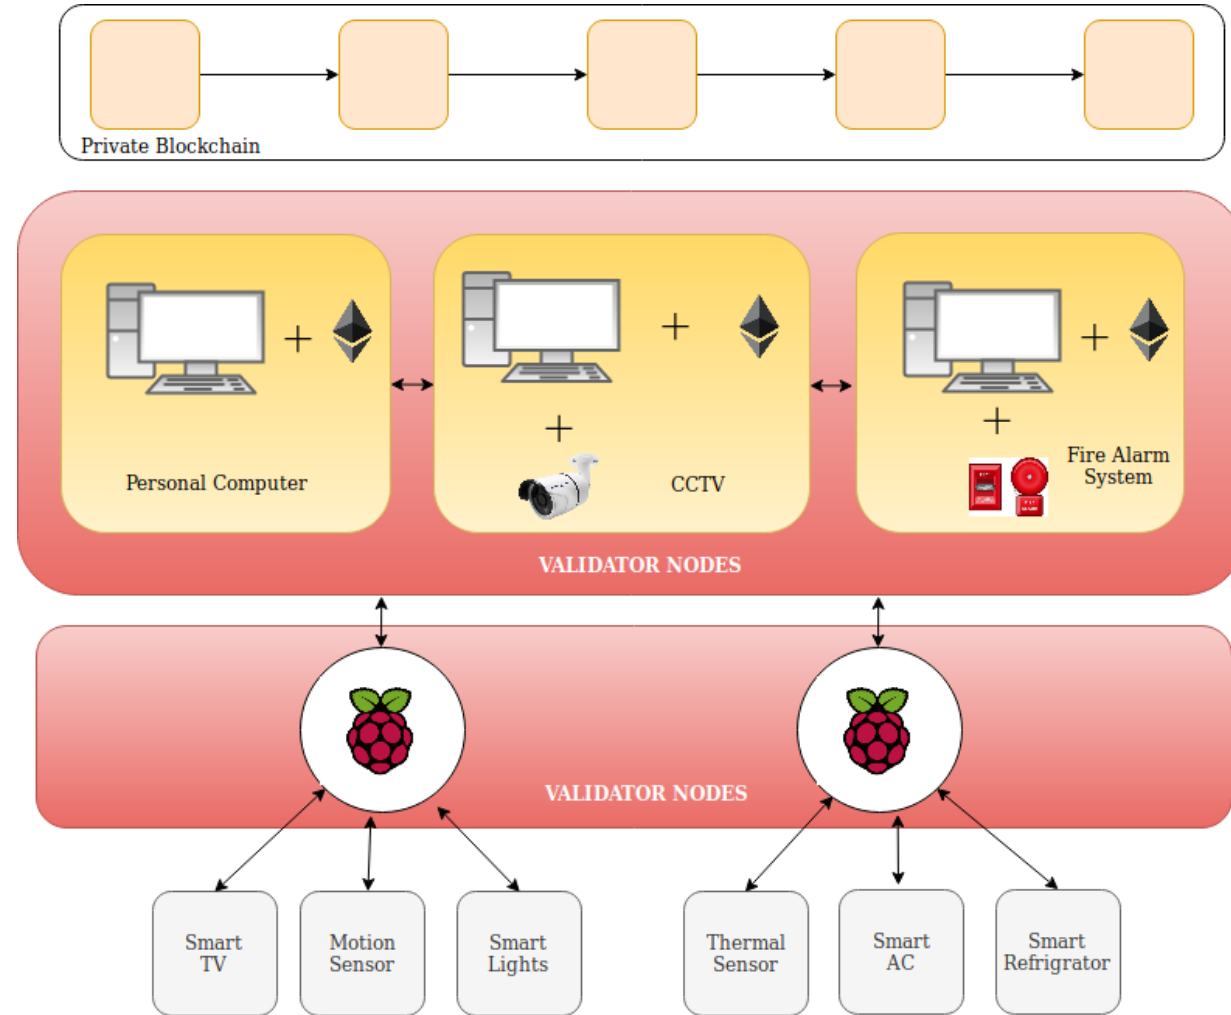 Private Blockchain
Personal Computer
CCTV
Fire Alarm
System
VALIDATOR NODES
VALIDATOR NODES
Smart
TV
Motion
Sensor
Smart
Lights
Thermal
Sensor
Smart
AC
Smart
Refrigrator